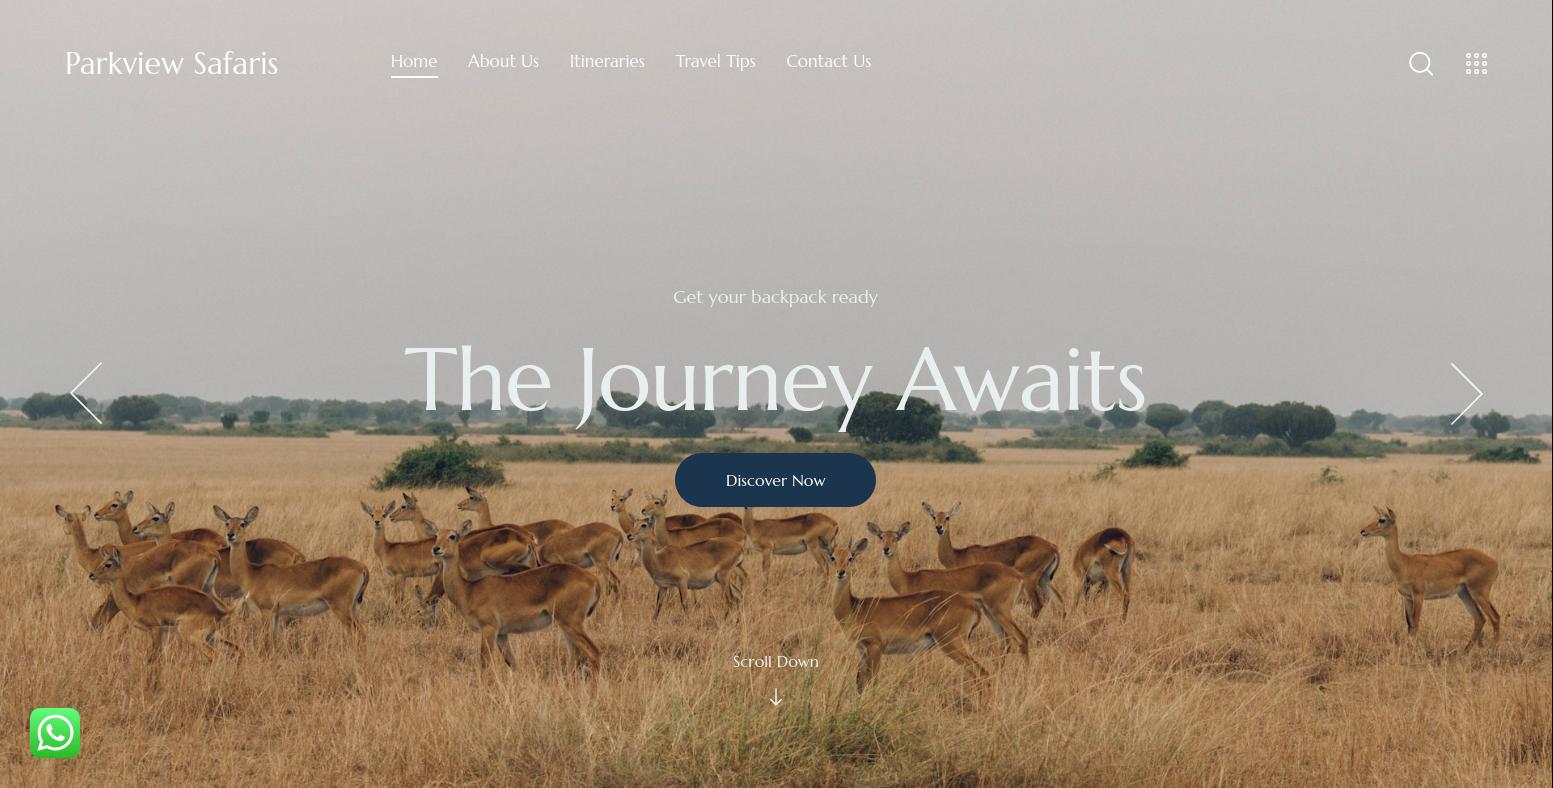 Parkview Safaris
Home About Us Itineraries Travel Tips Contact Us
Get your backpack ready
The Journey Awaits
Discover Now
Scroll Down